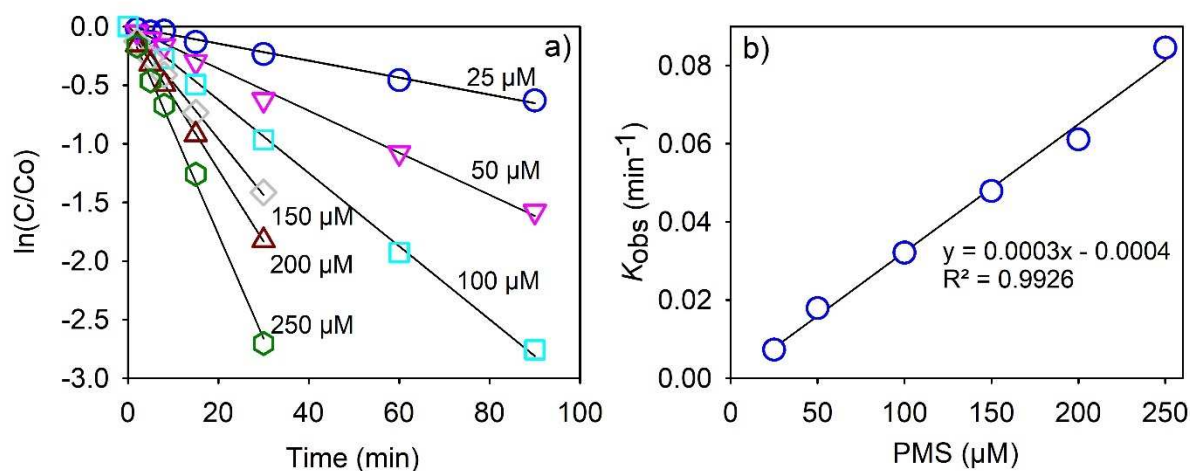 a)
ln(C/Co)
0.0
-0.5
-1.0
-1.5
-2.0
-2.5
-3.0
25 µM
50 µM
150 µM
200 µM
100 µM
250 µM
0 20 40 60 80 100
Time (min)
b)
Kobs (min-1)
0.08
0.06
0.04
0.02
0.00
y = 0.0003x - 0.0004
R² = 0.9926
0 50 100 150 200 250
PMS (µM)